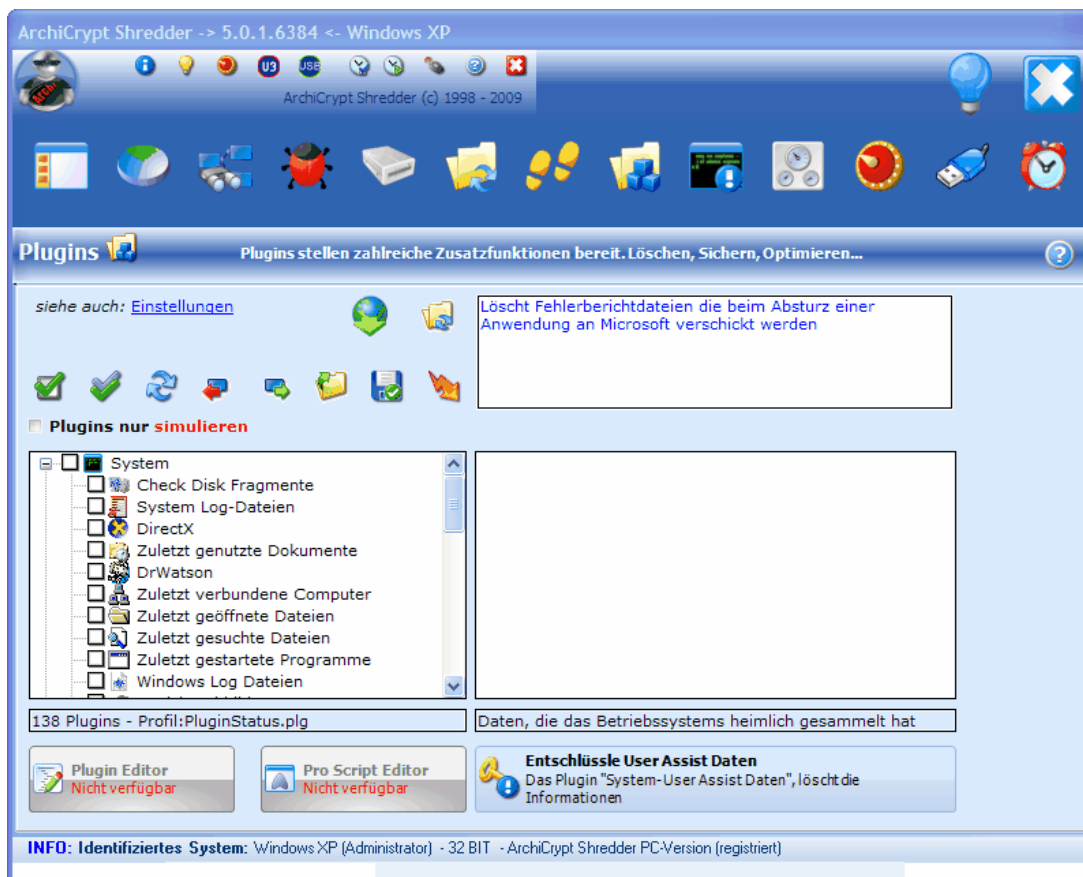 ArchiCrypt Shredder -> 5.0.1.6384 <- Windows XP
Archi
U3
USB
ArchiCrypt Shredder (c) 1998 - 2009
Plugins
Plugins stellen zahlreiche Zusatzfunktionen bereit. Löschen, Sichern, Optimieren...
siehe auch: Einstellungen
Löscht Fehlerberichtdateien die beim Absturz einer
Anwendung an Microsoft verschickt werden
Plugins nur simulieren
System
Check Disk Fragmente
System Log-Dateien
DirectX
Zuletzt genutzte Dokumente
DrWatson
Zuletzt verbundene Computer
Zuletzt geöffnete Dateien
Zuletzt gesuchte Dateien
Zuletzt gestartete Programme
Windows Log Dateien
138 Plugins - Profil:PluginStatus.plg
Daten, die das Betriebssystems heimlich gesammelt hat
Plugin Editor
Nicht verfügbar
Pro Script Editor
Nicht verfügbar
Entschlüssle User Assist Daten
Das Plugin "System-User Assist Daten", löscht die
Informationen
INFO: Identifiziertes System: Windows XP (Administrator) - 32 BIT - ArchiCrypt Shredder PC-Version (registriert)